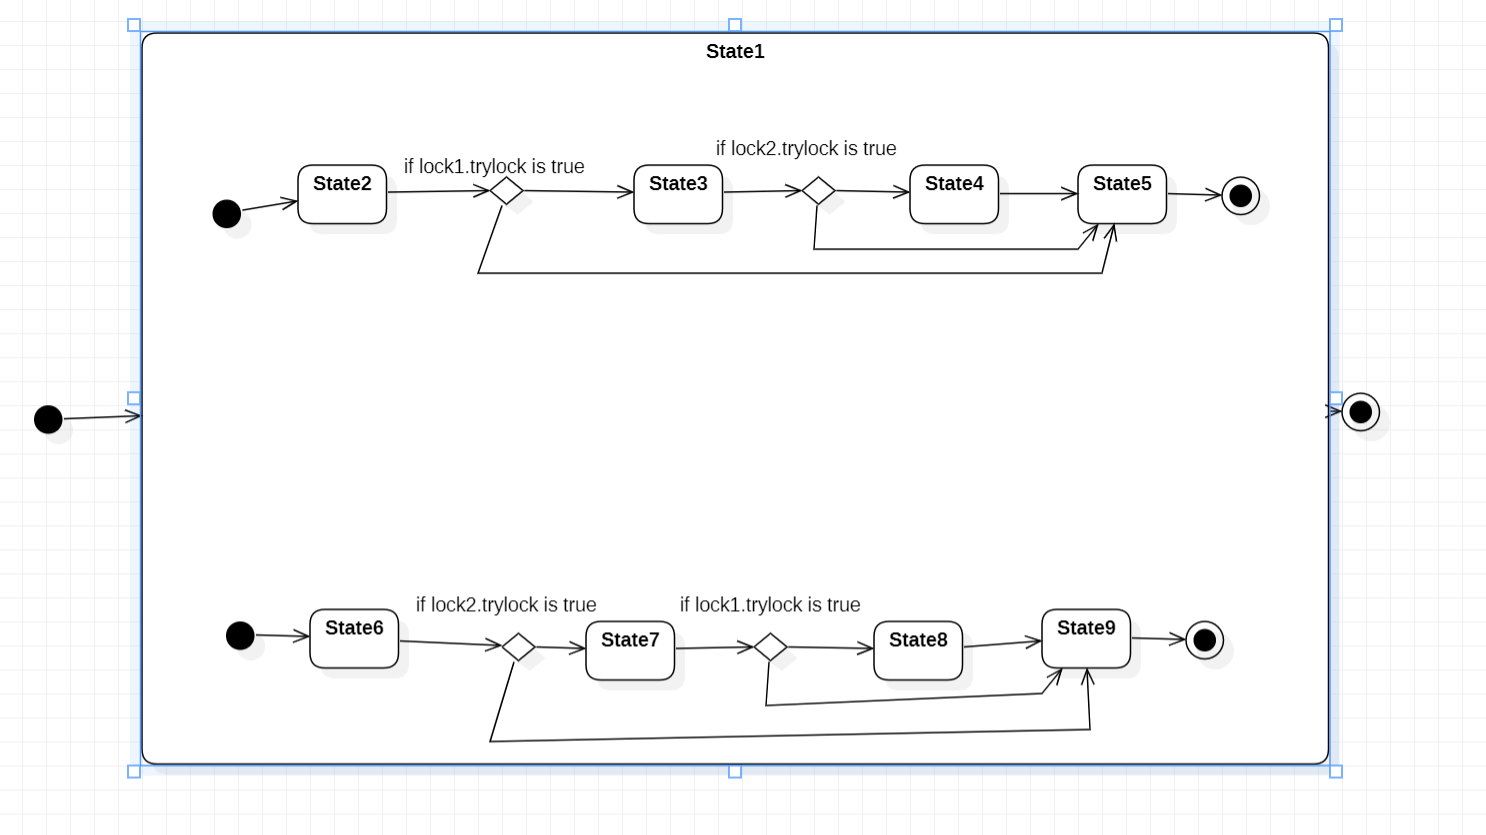 State1
if lock2.trylock is true
if lock1.trylock is true
State2
State3
State4
State5
if lock2.trylock is true
if lock1.trylock is true
State6
State7
State8
State9